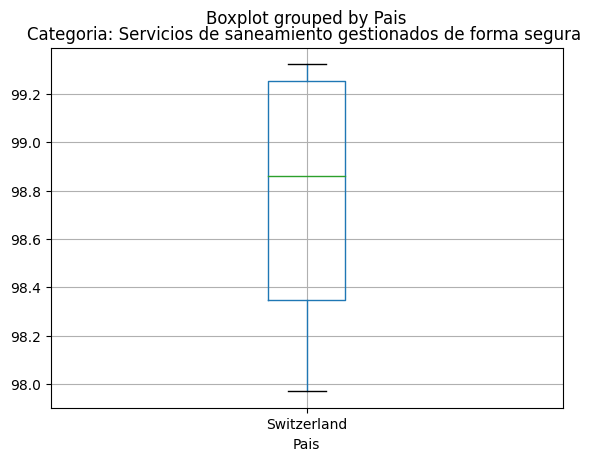 Boxplot grouped by Pais
Categoria: Servicios de saneamiento gestionados de forma segura
99.2
99.0
98.8
98.6
98.4
98.2
98.0
Switzerland
Pais